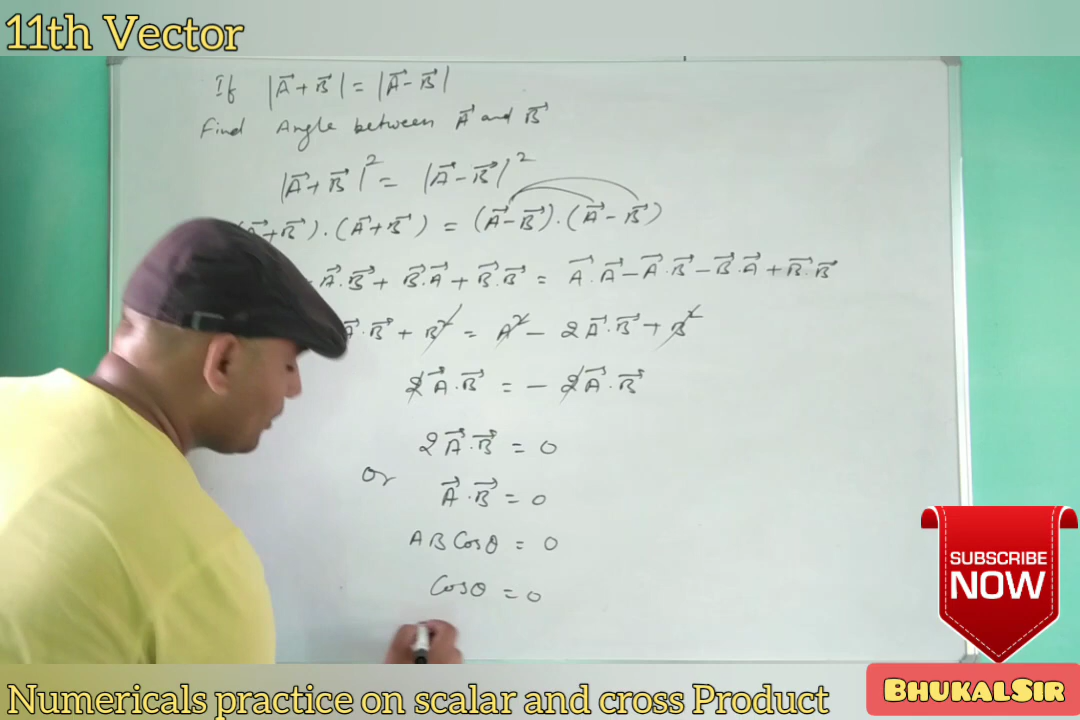 11th Vector
If |A⃗ + B⃗| = |A⃗ - B⃗|
Find Angle between A⃗ and B⃗
|A⃗ + B⃗|² = |A⃗ - B⃗|²
A⃗ + B⃗) . (A⃗ + B⃗) = (A⃗ - B⃗) . (A⃗ - B⃗)
A⃗.B⃗ + B⃗.A⃗ + B⃗.B⃗ = A⃗.A⃗ - A⃗.B⃗ - B⃗.A⃗ + B⃗.B⃗
A⃗.B⃗ + B² = A² - 2A⃗.B⃗ + B²
2A⃗.B⃗ = - 2A⃗.B⃗
2A⃗.B⃗ = 0
Or
A⃗.B⃗ = 0
AB Cosθ = 0
Cosθ = 0
SUBSCRIBE
NOW
Numericals practice on scalar and cross Product
BHUKALSIR